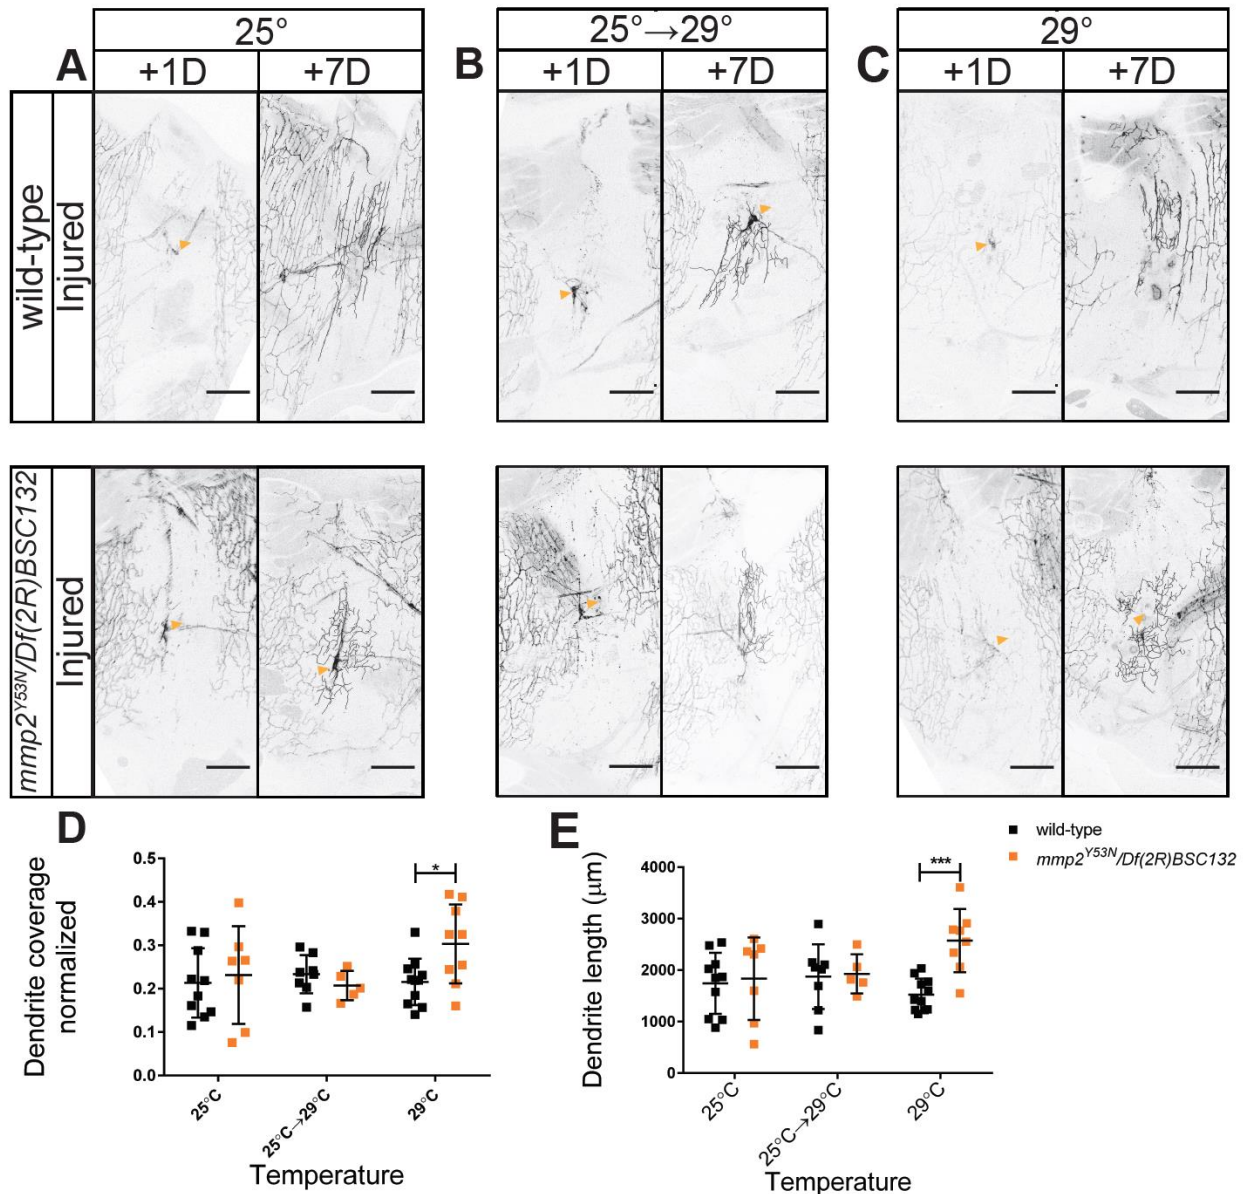 A
25°
+1D
+7D
B
25°→29°
+1D
+7D
C
29°
+1D
+7D
wild-type
Injured
mmp2Y53N/Df(2R)BSC132
Injured
D
Dendrite coverage
normalized
0.5
0.4
0.3
0.2
0.1
0.0
*
25°C
25°C→29°C
29°C
Temperature
E
Dendrite length (μm)
4000
3000
2000
1000
0
***
25°C
25°C→29°C
29°C
Temperature
wild-type
mmp2Y53N/Df(2R)BSC132